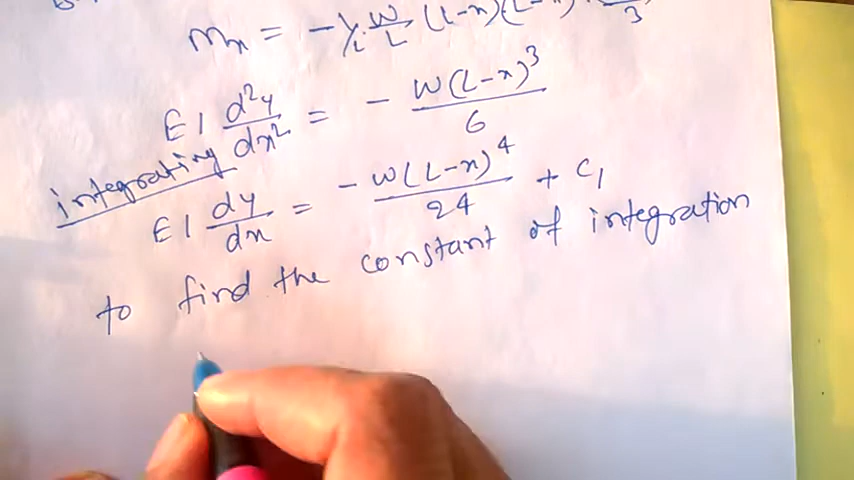 Mx = - 1/2 W/L (L-x)(L-x) . 3
EI d²y/dx² = - W(L-x)³/6
integrating
EI dy/dx = - W(L-x)⁴/24 + C1
to find the constant of integration